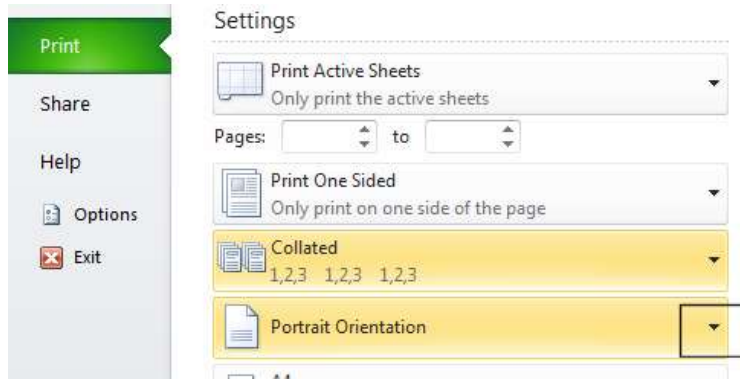 Settings
Print
Print Active Sheets
Only print the active sheets
Share
Pages: to
Help
Print One Sided
Only print on one side of the page
Options
Collated
1,2,3 1,2,3 1,2,3
Exit
Portrait Orientation